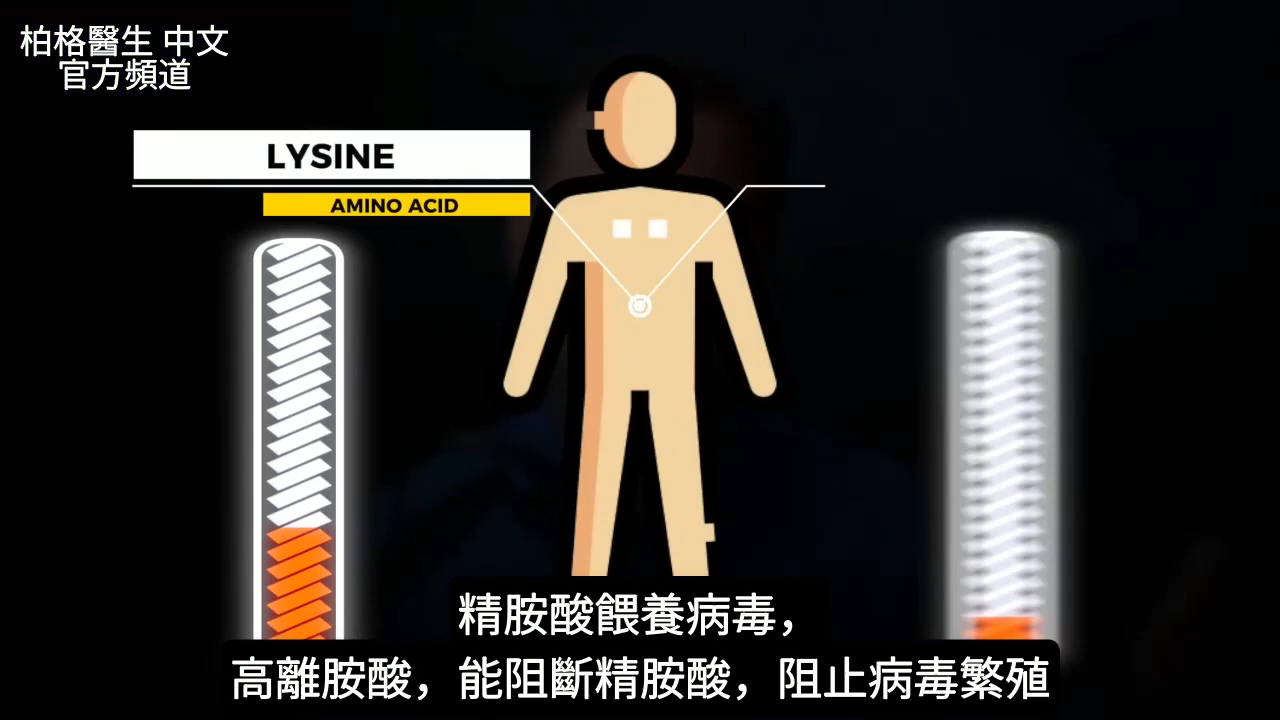 柏格醫生 中文
官方頻道
LYSINE
AMINO ACID
精胺酸餵養病毒，
高離胺酸，能阻斷精胺酸，阻止病毒繁殖